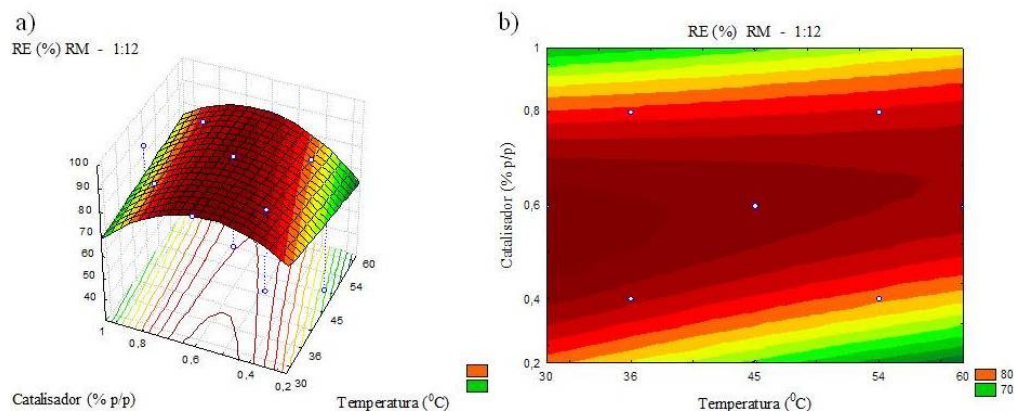 a)
RE (%) RM - 1:12
100
90
80
70
60
50
40
1
0,8
0,6
0,4
0,2
30
36
45
54
60
Catalisador (% p/p)
Temperatura (⁰C)
b)
RE (%) RM - 1:12
1
0,8
0,6
0,4
0,2
Catalisador (% p/p)
30 36 45 54 60
Temperatura (⁰C)
80
70